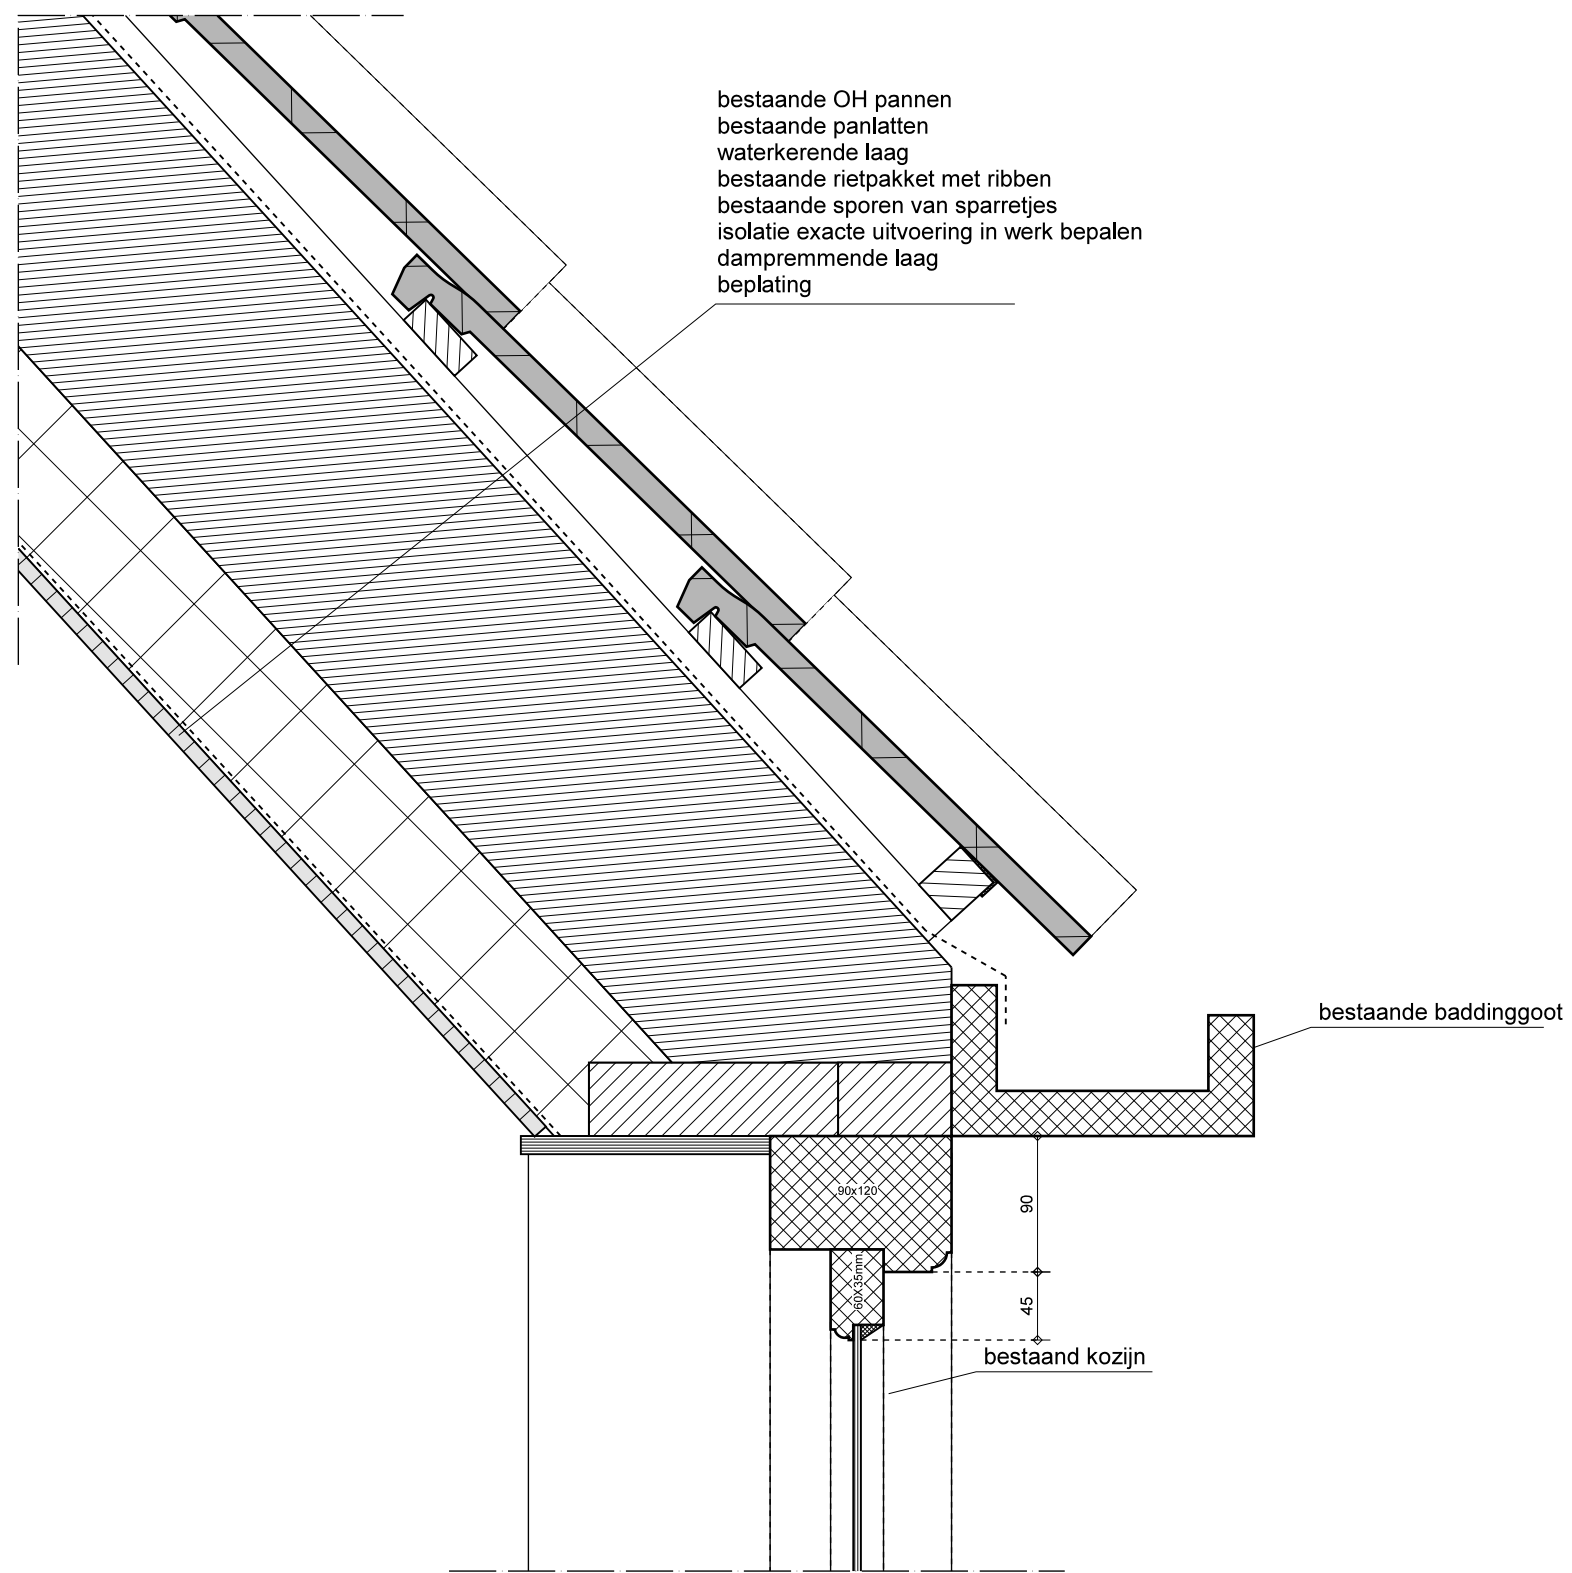 bestaande OH pannen
bestaande panlatten
waterkerende laag
bestaande rietpakket met ribben
bestaande sporen van sparretjes
isolatie exacte uitvoering in werk bepalen
dampremmende laag
beplating
bestaande baddinggoot
90x120
90
60X35mm
45
bestaand kozijn